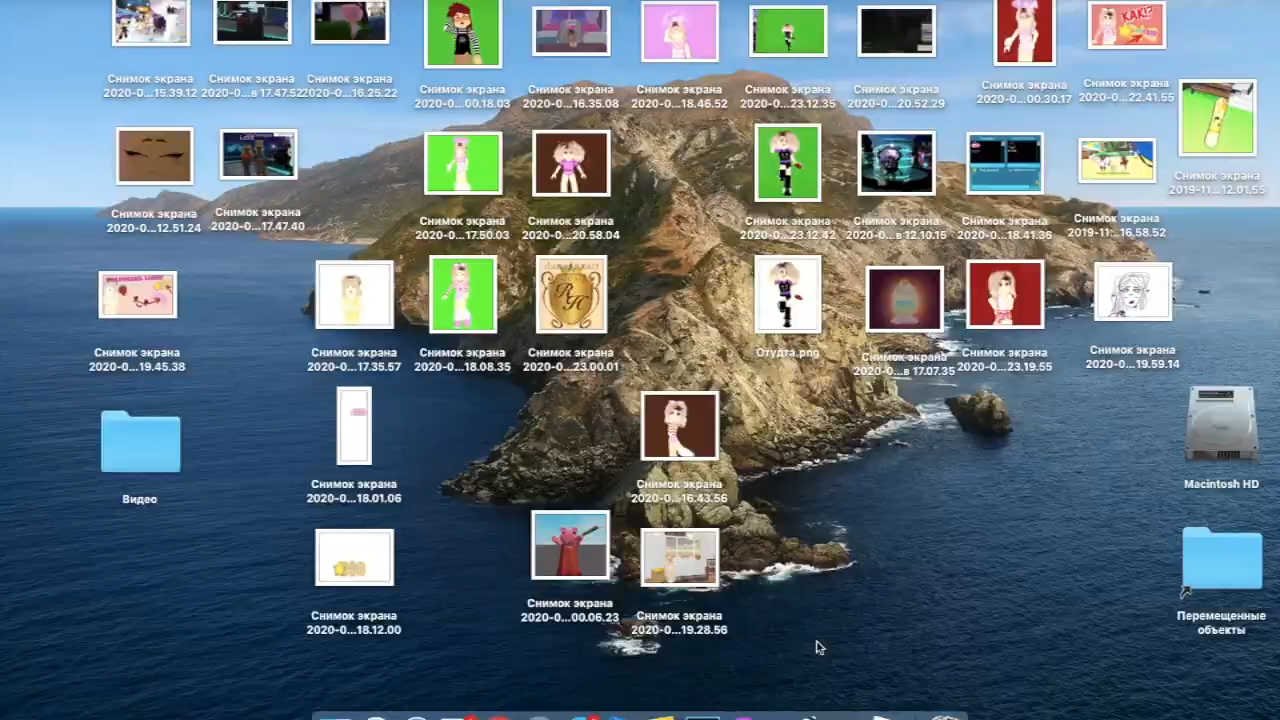 Снимок экрана
2020-0...15.39.12
Снимок экрана
2020-0...в 17.47.52
Снимок экрана
2020-0...16.25.22
Снимок экрана
2020-0...00.18.03
Снимок экрана
2020-0...16.35.08
Снимок экрана
2020-0...18.46.52
Снимок экрана
2020-0...23.12.35
Снимок экрана
2020-0...20.52.29
Снимок экрана
2020-0...00.30.17
КАК?
Снимок экрана
2020-0...22.41.55
Снимок экрана
2020-0...12.51.24
Снимок экрана
2020-0...17.47.40
Снимок экрана
2020-0...17.50.03
Снимок экрана
2020-0...20.58.04
Снимок экрана
2020-0...23.12.42
Снимок экрана
2020-0...в 12.10.15
Снимок экрана
2020-0...18.41.36
Снимок экрана
2019-11...16.58.52
Снимок экрана
2019-11...12.01.55
Снимок экрана
2020-0...19.45.38
Снимок экрана
2020-0...17.35.57
Снимок экрана
2020-0...18.08.35
RH
Снимок экрана
2020-0...23.00.01
Отудта.png
Снимок экрана
2020-0...в 17.07.35
Снимок экрана
2020-0...23.19.55
Снимок экрана
2020-0...19.59.14
Видео
Снимок экрана
2020-0...18.01.06
Снимок экрана
2020-0...16.43.56
Macintosh HD
Снимок экрана
2020-0...18.12.00
Снимок экрана
2020-0...00.06.23
Снимок экрана
2020-0...19.28.56
Перемещенные
объекты